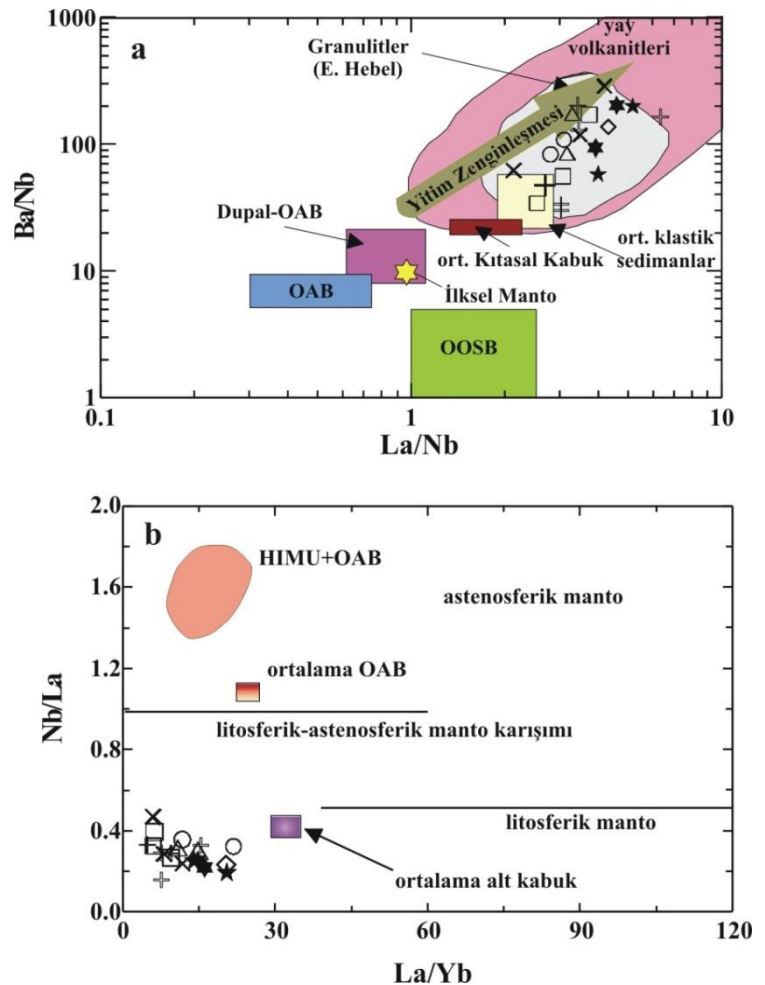 a
1000
100
10
1
Ba/Nb
yay
volkanitleri
Granulitler
(E. Hebel)
Yitim Zenginleşmesi
Dupal-OAB
OAB
İlksel Manto
ort. Kıtasal Kabuk
ort. klastik
sedimanlar
OOSB
0.1
1
10
La/Nb
b
2.0
1.6
1.2
0.8
0.4
0.0
Nb/La
HIMU+OAB
astenosferik manto
ortalama OAB
litosferik-astenosferik manto karışımı
litosferik manto
ortalama alt kabuk
0
30
60
90
120
La/Yb